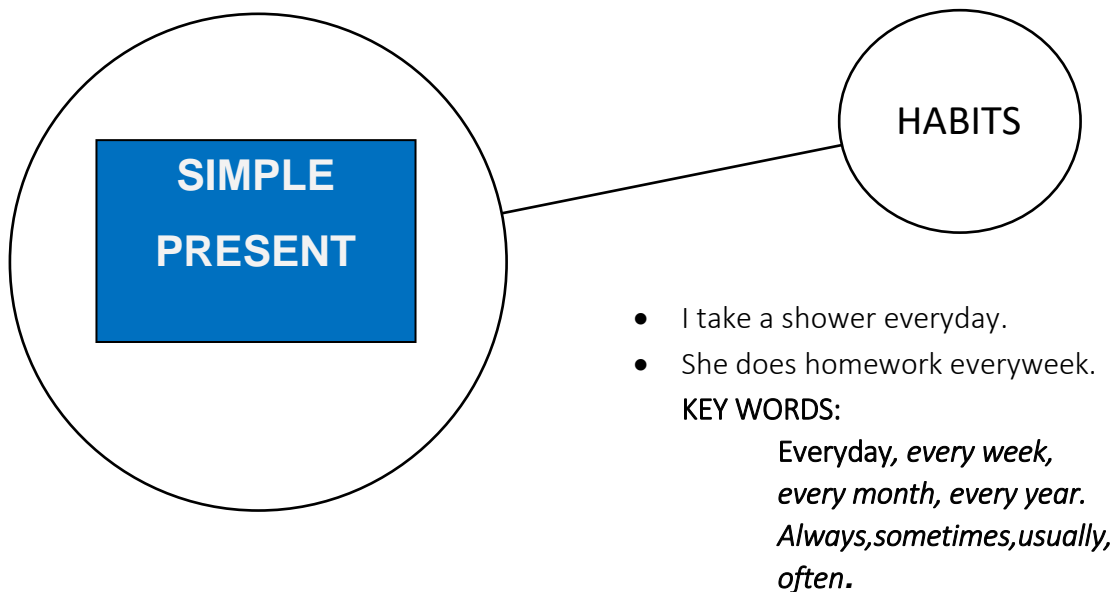 SIMPLE
PRESENT
HABITS
• I take a shower everyday.
• She does homework everyweek.
KEY WORDS:
Everyday, every week,
every month, every year.
Always,sometimes,usually,
often.